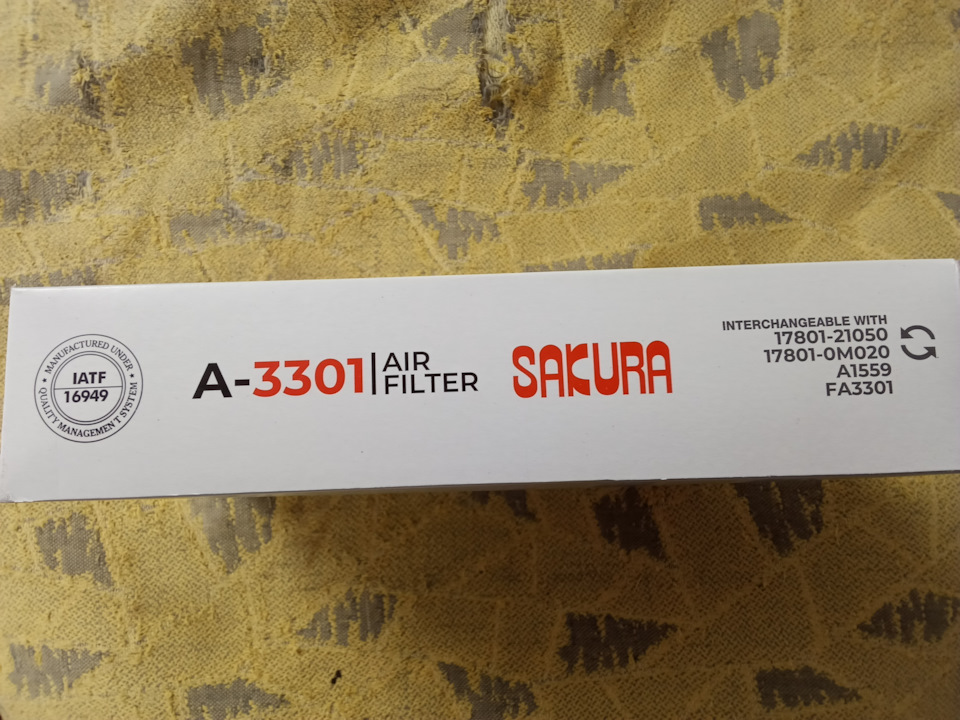 MANUFACTURED UNDER
IATF
16949
QUALITY MANAGEMENT SYSTEM
A-3301
AIR
FILTER
SAKURA
INTERCHANGEABLE WITH
17801-21050
17801-0M020
A1559
FA3301